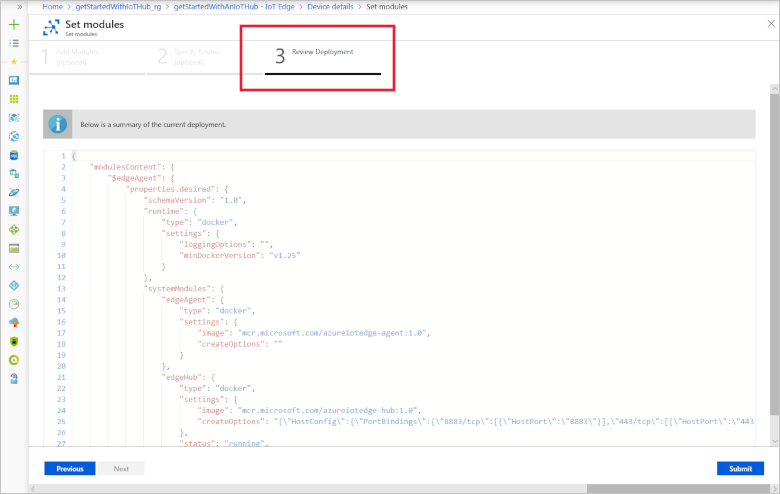 Home > getStartedWithIoTHub_rg > getStartedWithAnIoTHub - IoT Edge > Device details > Set modules
Set modules
Set modules
1 Add Modules (optional)
2 Specify Routes (optional)
3 Review Deployment
Below is a summary of the current deployment.
1 {
2 "modulesContent": {
3 "$edgeAgent": {
4 "properties.desired": {
5 "schemaVersion": "1.0",
6 "runtime": {
7 "type": "docker",
8 "settings": {
9 "loggingOptions": "",
10 "minDockerVersion": "v1.25"
11 }
12 },
13 "systemModules": {
14 "edgeAgent": {
15 "type": "docker",
16 "settings": {
17 "image": "mcr.microsoft.com/azureiotedge-agent:1.0",
18 "createOptions": ""
19 }
20 },
21 "edgeHub": {
22 "type": "docker",
23 "settings": {
24 "image": "mcr.microsoft.com/azureiotedge-hub:1.0",
25 "createOptions": "{\"HostConfig\":{\"PortBindings\":{\"8883/tcp\":[{\"HostPort\":\"8883\"}],\"443/tcp\":[{\"HostPort\":\"443
26 },
27 "status": "running",
Previous Next Submit